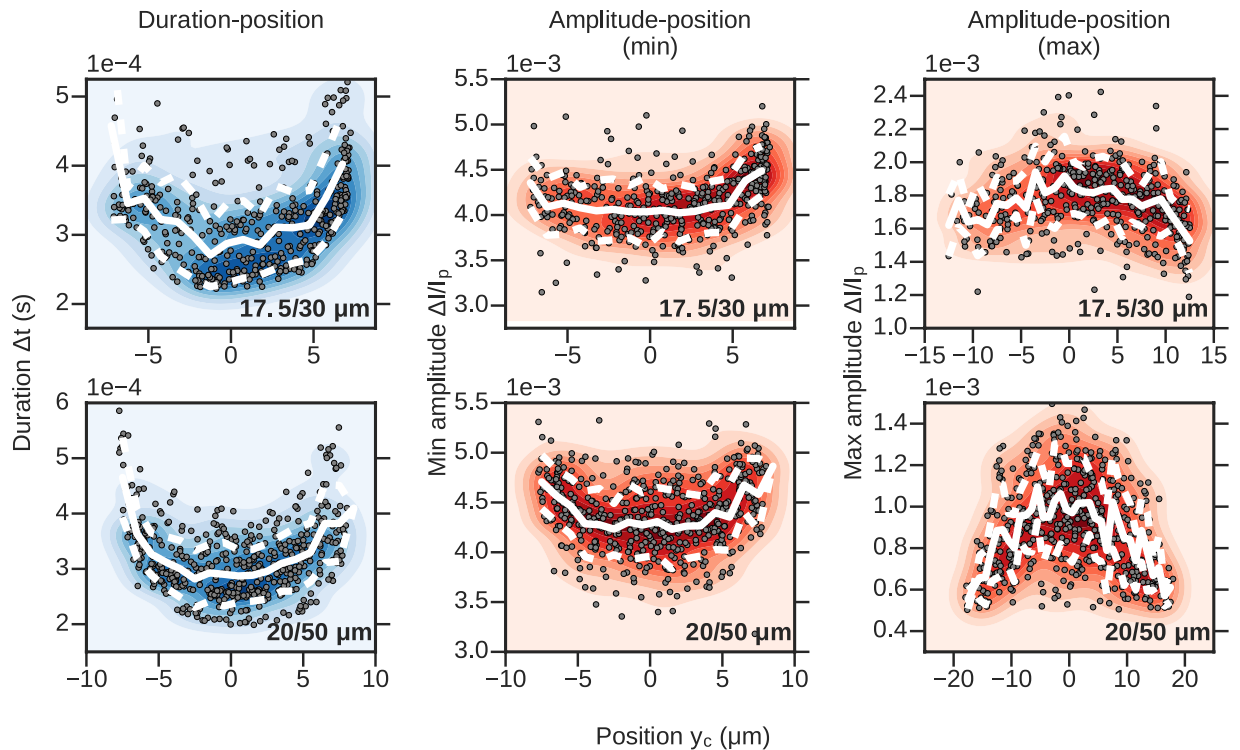 Duration-position
Amplitude-position
(min)
Amplitude-position
(max)
1e−4
1e−3
1e−3
5
4
3
2
5.5
5.0
4.5
4.0
3.5
3.0
2.4
2.2
2.0
1.8
1.6
1.4
1.2
1.0
17.5/30 μm
17.5/30 μm
17.5/30 μm
−5 0 5
−5 0 5
−15 −10 −5 0 5 10 15
Duration Δt (s)
Min amplitude ΔI/Ip
Max amplitude ΔI/Ip
1e−4
1e−3
1e−3
6
5
4
3
2
5.5
5.0
4.5
4.0
3.5
3.0
1.4
1.2
1.0
0.8
0.6
0.4
20/50 μm
20/50 μm
20/50 μm
−10 −5 0 5 10
−10 −5 0 5 10
−20 −10 0 10 20
Position yc (μm)